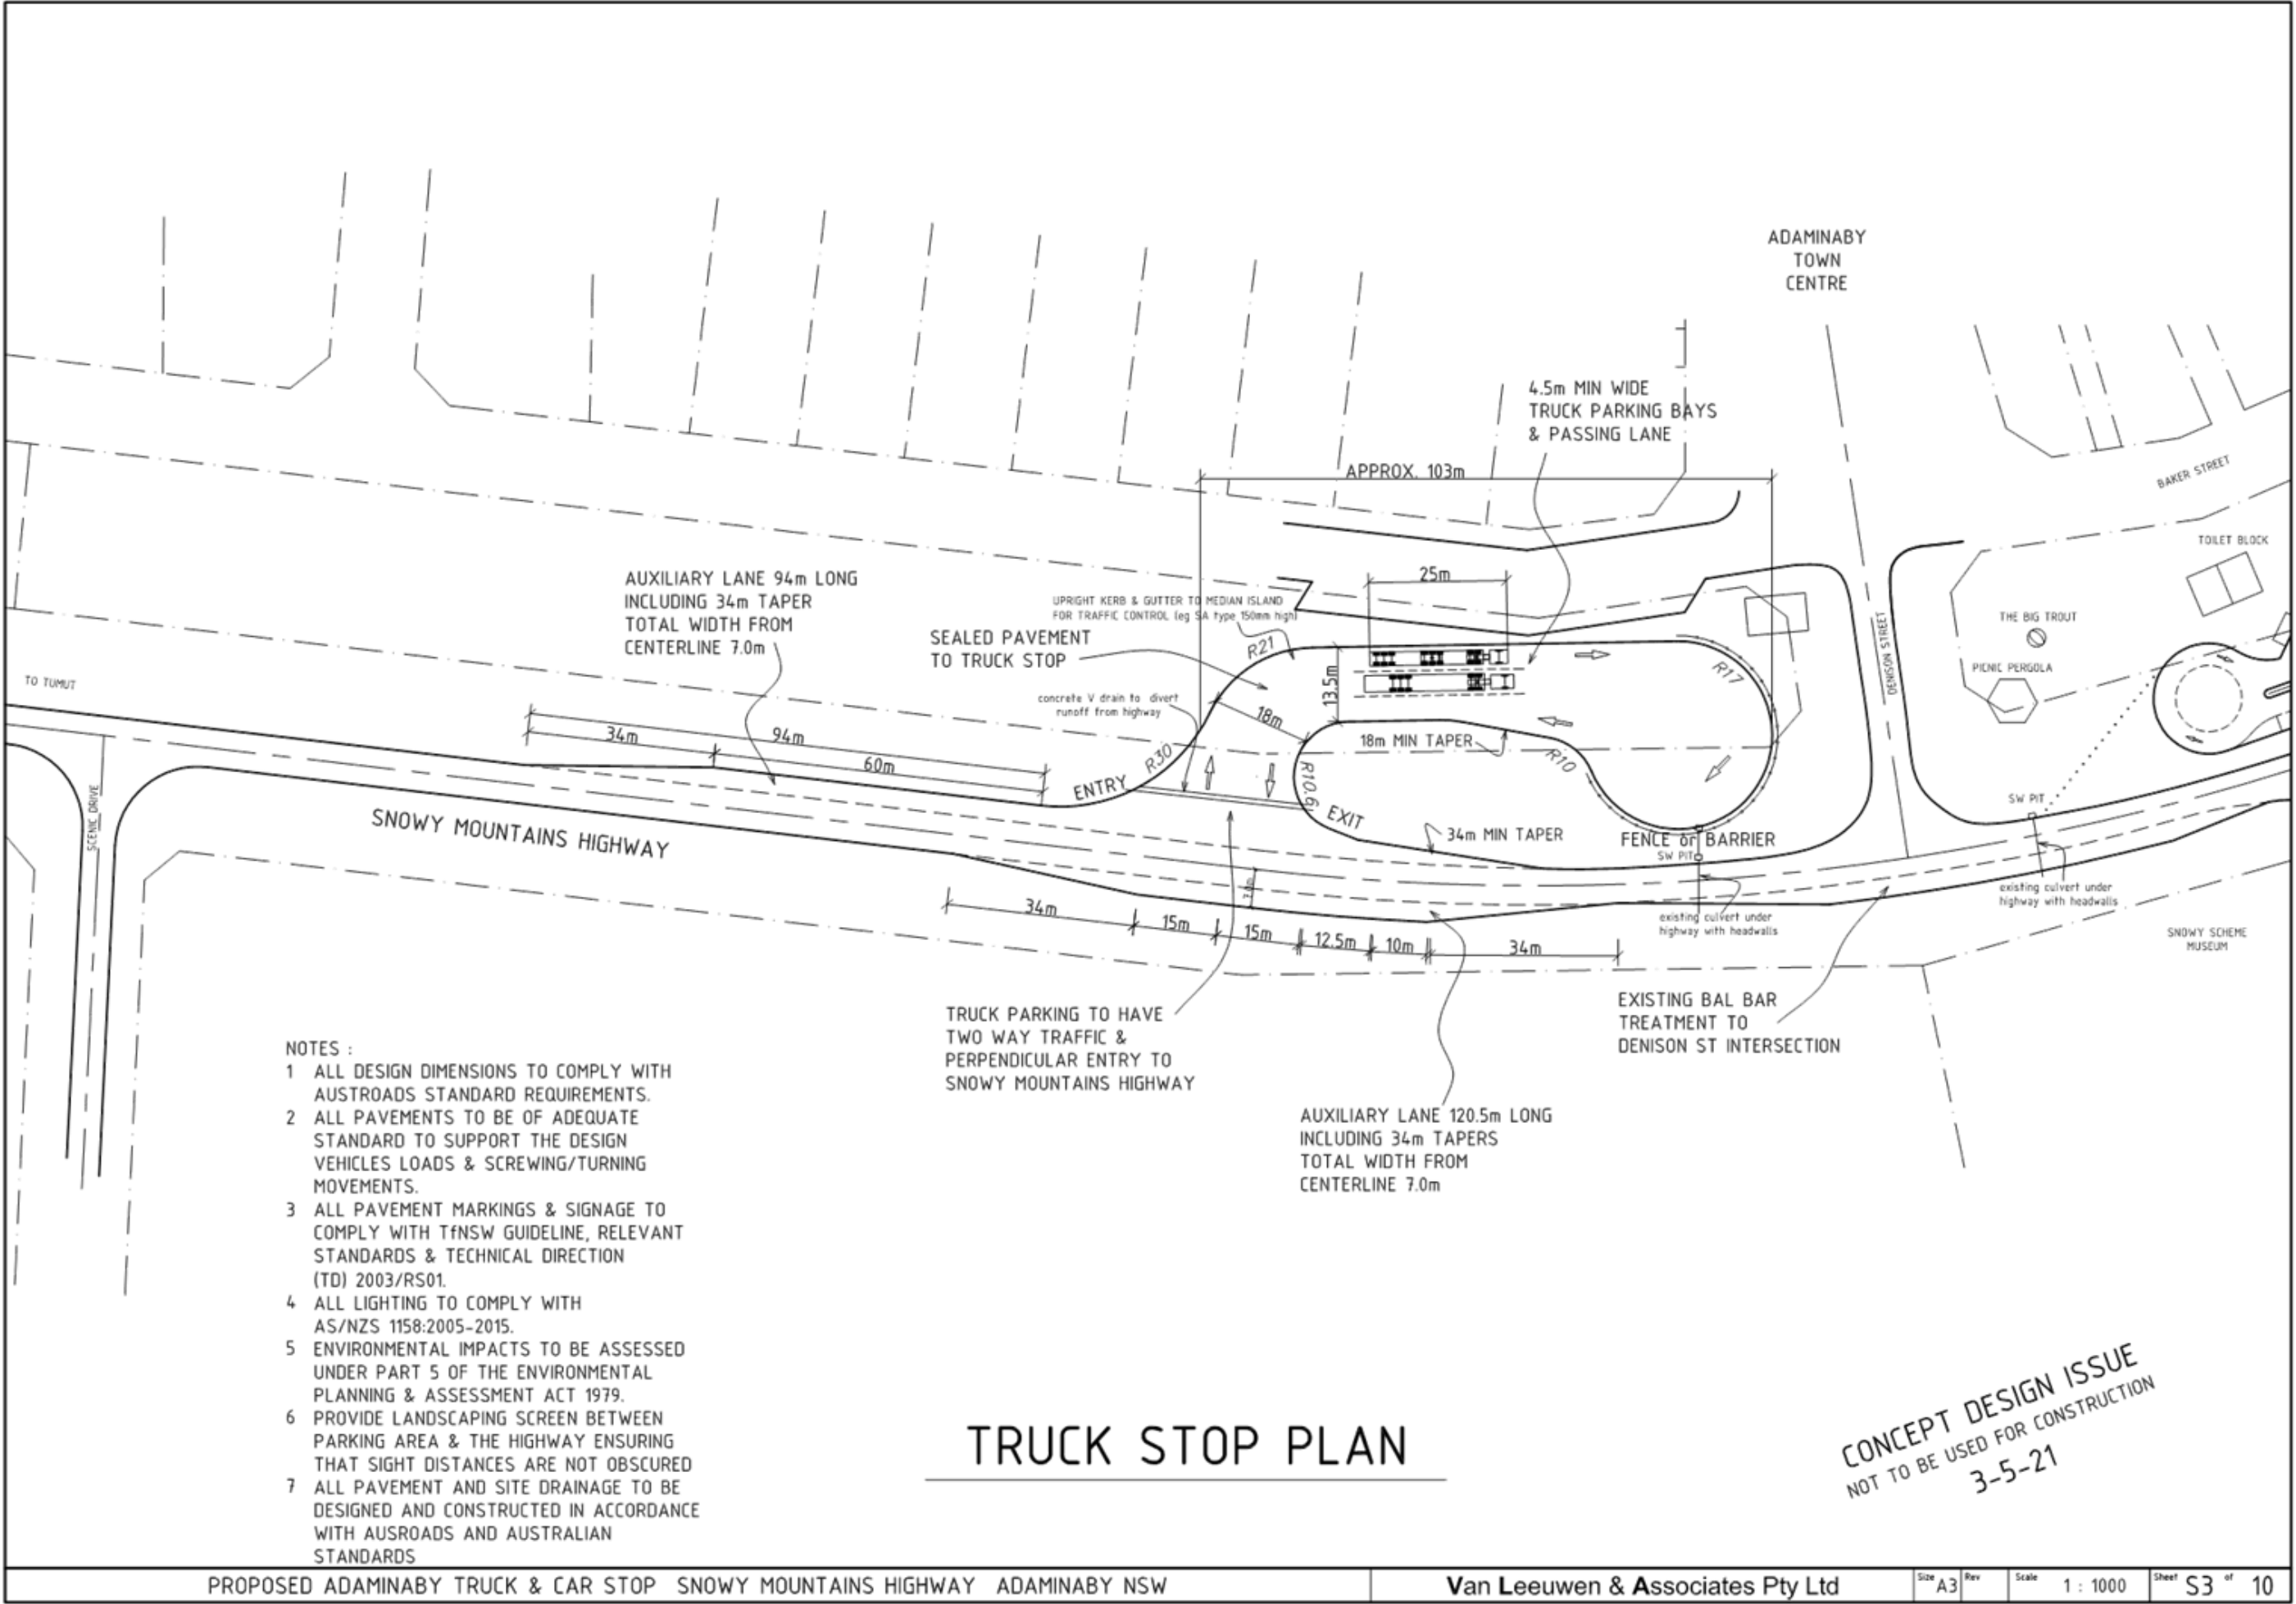 ADAMINABY
TOWN
CENTRE
4.5m MIN WIDE
TRUCK PARKING BAYS
& PASSING LANE
APPROX. 103m
BAKER STREET
TOILET BLOCK
THE BIG TROUT
PICNIC PERGOLA
DENISON STREET
25m
AUXILIARY LANE 94m LONG
INCLUDING 34m TAPER
TOTAL WIDTH FROM
CENTERLINE 7.0m
UPRIGHT KERB & GUTTER TO MEDIAN ISLAND
FOR TRAFFIC CONTROL (eg SA type 150mm high)
SEALED PAVEMENT
TO TRUCK STOP
R21
13.5m
R17
TO TUMUT
concrete V drain to divert
runoff from highway
18m
34m
94m
60m
18m MIN TAPER
R10
R30
ENTRY
R10.6
EXIT
34m MIN TAPER
FENCE or BARRIER
SW PIT
SW PIT
SCENIC DRIVE
SNOWY MOUNTAINS HIGHWAY
7.0m
existing culvert under
highway with headwalls
existing culvert under
highway with headwalls
SNOWY SCHEME
MUSEUM
34m
15m
15m
12.5m
10m
34m
TRUCK PARKING TO HAVE
TWO WAY TRAFFIC &
PERPENDICULAR ENTRY TO
SNOWY MOUNTAINS HIGHWAY
EXISTING BAL BAR
TREATMENT TO
DENISON ST INTERSECTION
AUXILIARY LANE 120.5m LONG
INCLUDING 34m TAPERS
TOTAL WIDTH FROM
CENTERLINE 7.0m
NOTES :
1 ALL DESIGN DIMENSIONS TO COMPLY WITH
AUSTROADS STANDARD REQUIREMENTS.
2 ALL PAVEMENTS TO BE OF ADEQUATE
STANDARD TO SUPPORT THE DESIGN
VEHICLES LOADS & SCREWING/TURNING
MOVEMENTS.
3 ALL PAVEMENT MARKINGS & SIGNAGE TO
COMPLY WITH TfNSW GUIDELINE, RELEVANT
STANDARDS & TECHNICAL DIRECTION
(TD) 2003/RS01.
4 ALL LIGHTING TO COMPLY WITH
AS/NZS 1158:2005-2015.
5 ENVIRONMENTAL IMPACTS TO BE ASSESSED
UNDER PART 5 OF THE ENVIRONMENTAL
PLANNING & ASSESSMENT ACT 1979.
6 PROVIDE LANDSCAPING SCREEN BETWEEN
PARKING AREA & THE HIGHWAY ENSURING
THAT SIGHT DISTANCES ARE NOT OBSCURED
7 ALL PAVEMENT AND SITE DRAINAGE TO BE
DESIGNED AND CONSTRUCTED IN ACCORDANCE
WITH AUSROADS AND AUSTRALIAN
STANDARDS
TRUCK STOP PLAN
CONCEPT DESIGN ISSUE
NOT TO BE USED FOR CONSTRUCTION
3-5-21
PROPOSED ADAMINABY TRUCK & CAR STOP SNOWY MOUNTAINS HIGHWAY ADAMINABY NSW
Van Leeuwen & Associates Pty Ltd
Size A3
Rev
Scale 1 : 1000
Sheet S3 of 10